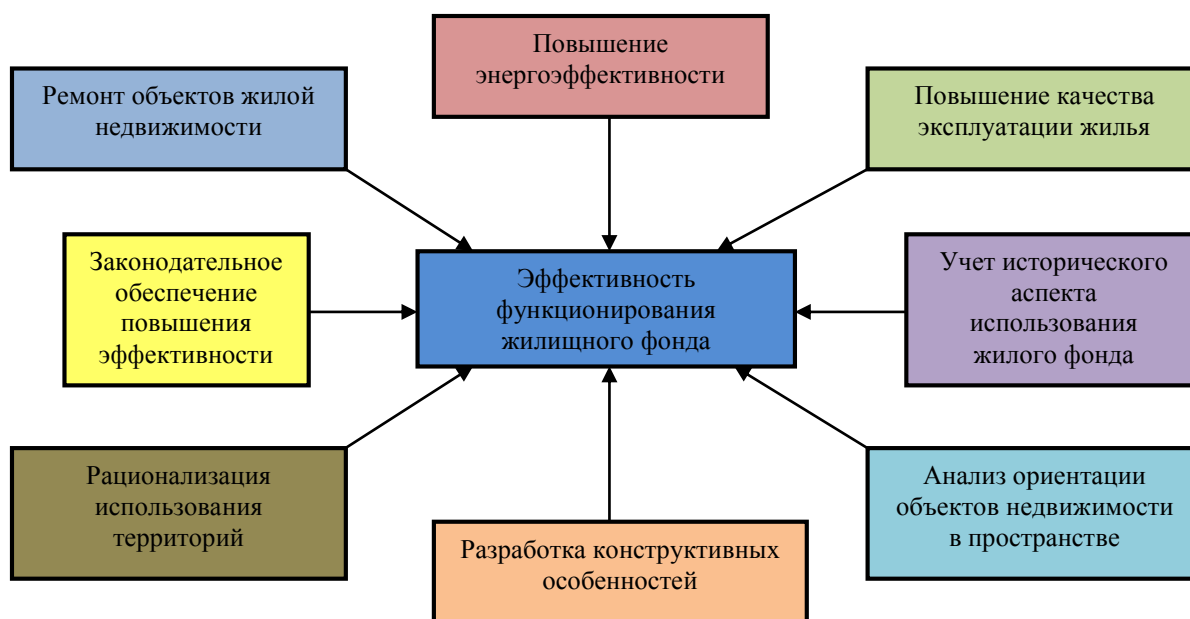 Повышение
энергоэффективности
Ремонт объектов жилой
недвижимости
Повышение качества
эксплуатации жилья
Законодательное
обеспечение
повышения
эффективности
Эффективность
функционирования
жилищного фонда
Учет исторического
аспекта
использования
жилого фонда
Рационализация
использования
территорий
Разработка конструктивных
особенностей
Анализ ориентации
объектов недвижимости
в пространстве